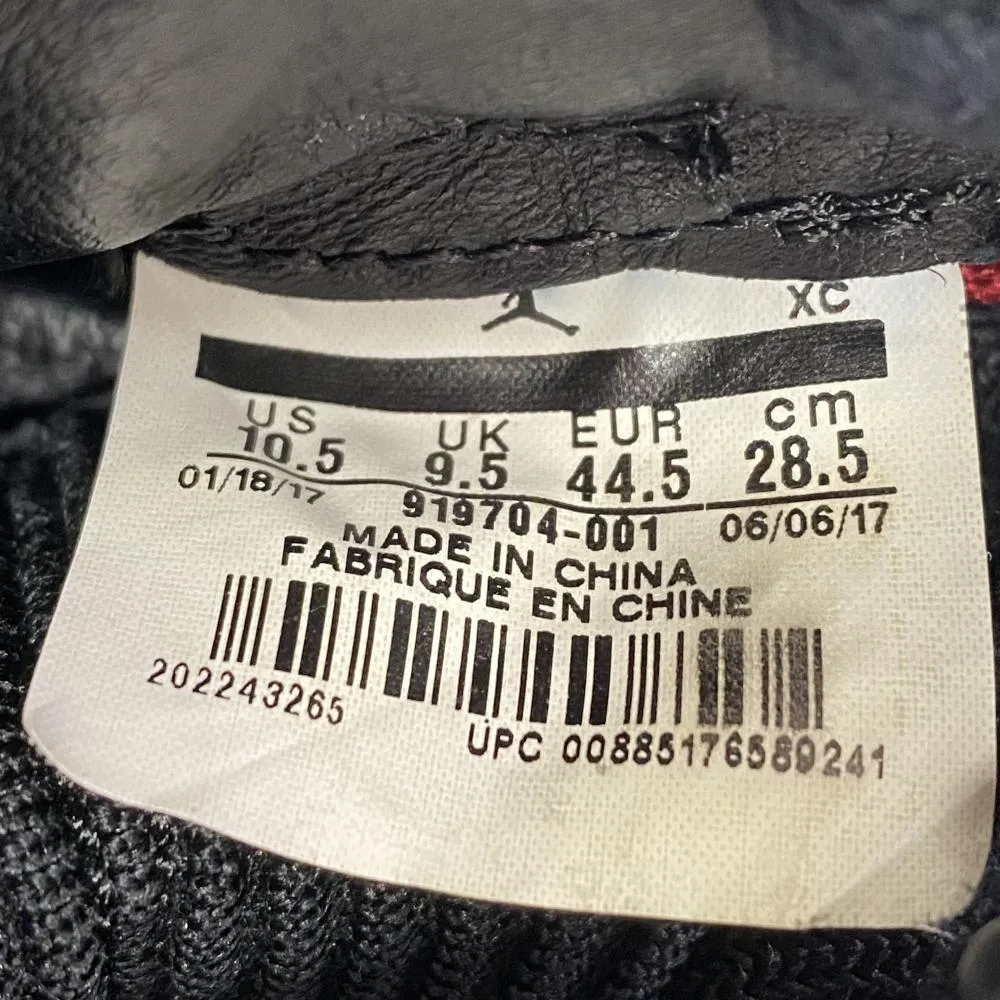 XC
US UK EUR cm
10.5 9.5 44.5 28.5
01/18/17 919704-001 06/06/17
MADE IN CHINA
FABRIQUE EN CHINE
202243265
UPC 00885176589241